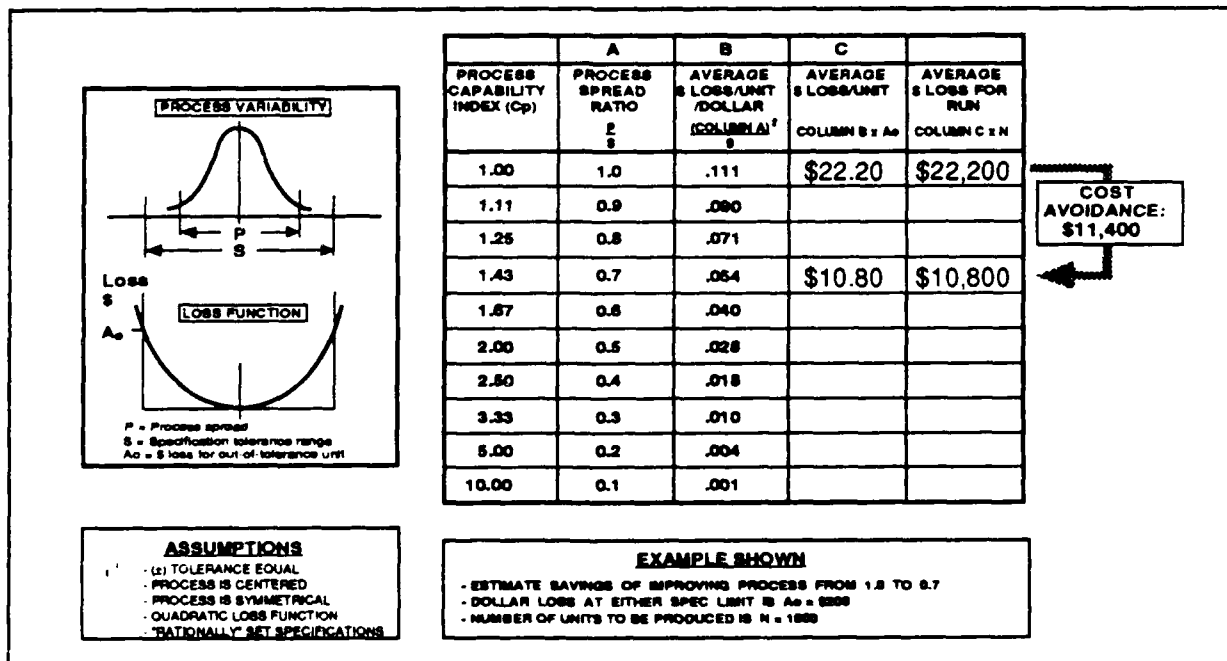 PROCESS VARIABILITY
P
S
Loss
$
Ao
LOSS FUNCTION
P = Process spread
S = Specification tolerance range
Ao = $ loss for out-of-tolerance unit
A B C
PROCESS CAPABILITY INDEX (Cp)
PROCESS SPREAD RATIO
P
S
AVERAGE $ LOSS/UNIT /DOLLAR
(COLUMN A)²
9
AVERAGE $ LOSS/UNIT
COLUMN B x Ao
AVERAGE $ LOSS FOR RUN
COLUMN C x N
1.00 1.0 .111 $22.20 $22,200
1.11 0.9 .090
1.25 0.8 .071
1.43 0.7 .054 $10.80 $10,800
1.67 0.6 .040
2.00 0.5 .028
2.50 0.4 .018
3.33 0.3 .010
5.00 0.2 .004
10.00 0.1 .001
COST
AVOIDANCE:
$11,400
ASSUMPTIONS
- (±) TOLERANCE EQUAL
- PROCESS IS CENTERED
- PROCESS IS SYMMETRICAL
- QUADRATIC LOSS FUNCTION
- "RATIONALLY" SET SPECIFICATIONS
EXAMPLE SHOWN
- ESTIMATE SAVINGS OF IMPROVING PROCESS FROM 1.0 TO 0.7
- DOLLAR LOSS AT EITHER SPEC LIMIT IS Ao = $200
- NUMBER OF UNITS TO BE PRODUCED IS N = 1000